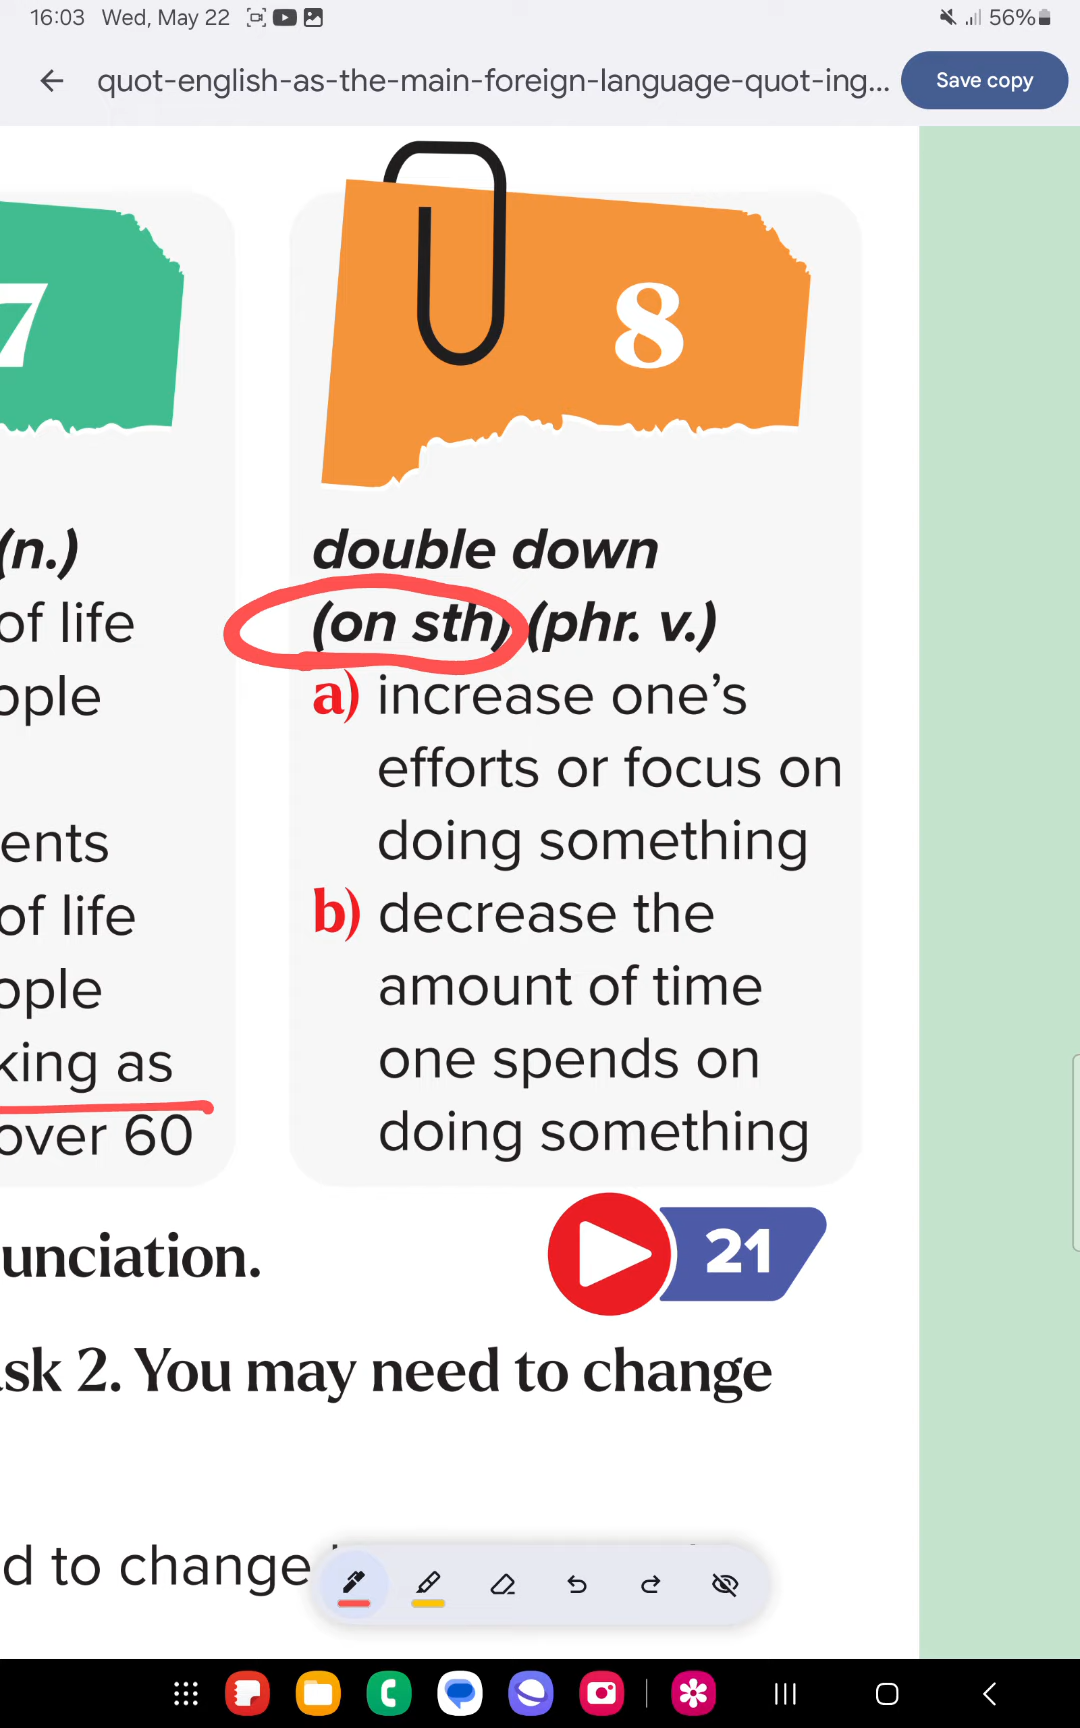 16:03 Wed, May 22 56%
quot-english-as-the-main-foreign-language-quot-ing...
Save copy
7
8
(n.)
of life
ople
ents
of life
ople
king as
over 60
double down
(on sth) (phr. v.)
a) increase one's
efforts or focus on
doing something
b) decrease the
amount of time
one spends on
doing something
unciation.
21
sk 2. You may need to change
d to change